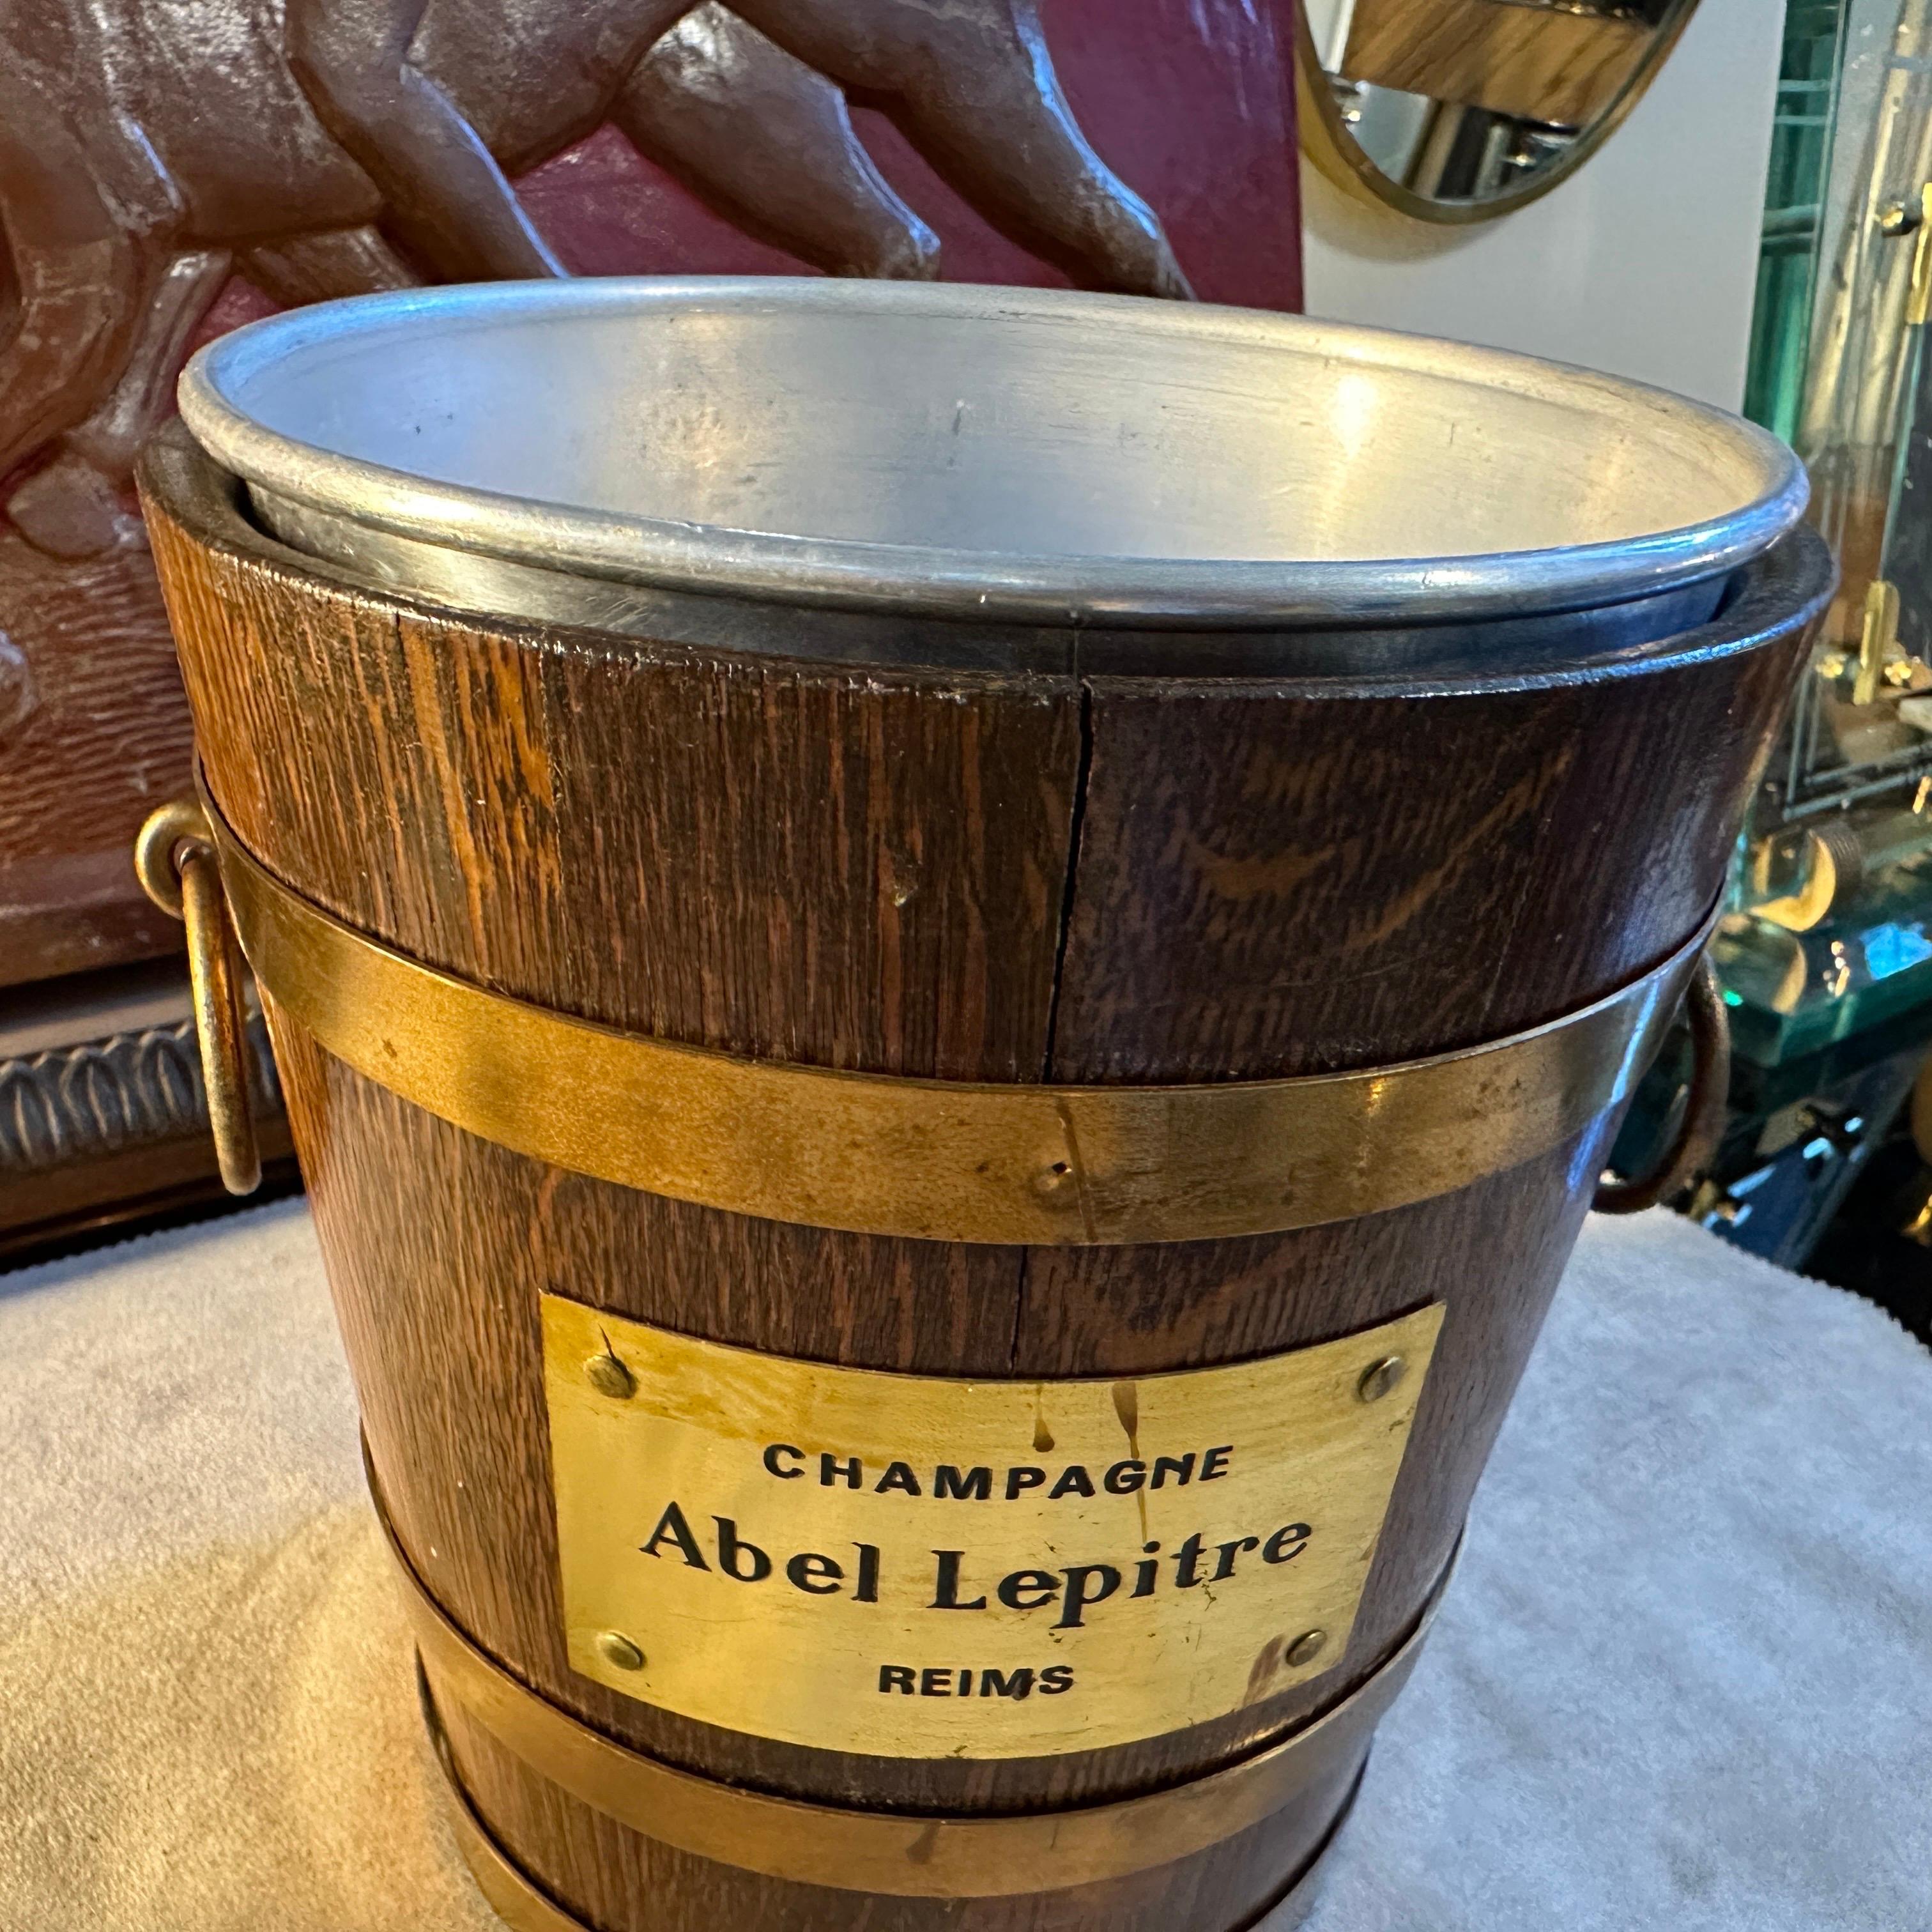 CHAMPAGNE
Abel Lepitre
REIMS